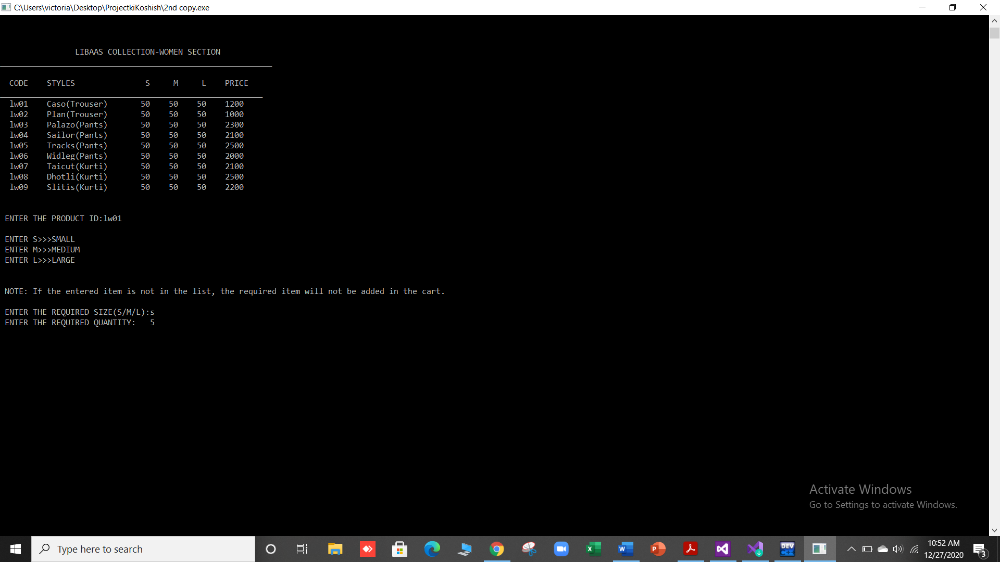 C:\Users\victoria\Desktop\ProjectkiKoshish\2nd copy.exe
LIBAAS COLLECTION-WOMEN SECTION
CODE STYLES S M L PRICE
lw01 Caso(Trouser) 50 50 50 1200
lw02 Plan(Trouser) 50 50 50 1000
lw03 Palazo(Pants) 50 50 50 2300
lw04 Sailor(Pants) 50 50 50 2100
lw05 Tracks(Pants) 50 50 50 2500
lw06 Widleg(Pants) 50 50 50 2000
lw07 Taicut(Kurti) 50 50 50 2100
lw08 Dhotli(Kurti) 50 50 50 2500
lw09 Slitis(Kurti) 50 50 50 2200
ENTER THE PRODUCT ID:lw01
ENTER S>>>SMALL
ENTER M>>>MEDIUM
ENTER L>>>LARGE
NOTE: If the entered item is not in the list, the required item will not be added in the cart.
ENTER THE REQUIRED SIZE(S/M/L):s
ENTER THE REQUIRED QUANTITY: 5
Activate Windows
Go to Settings to activate Windows.
Type here to search
DEV
10:52 AM
12/27/2020
3